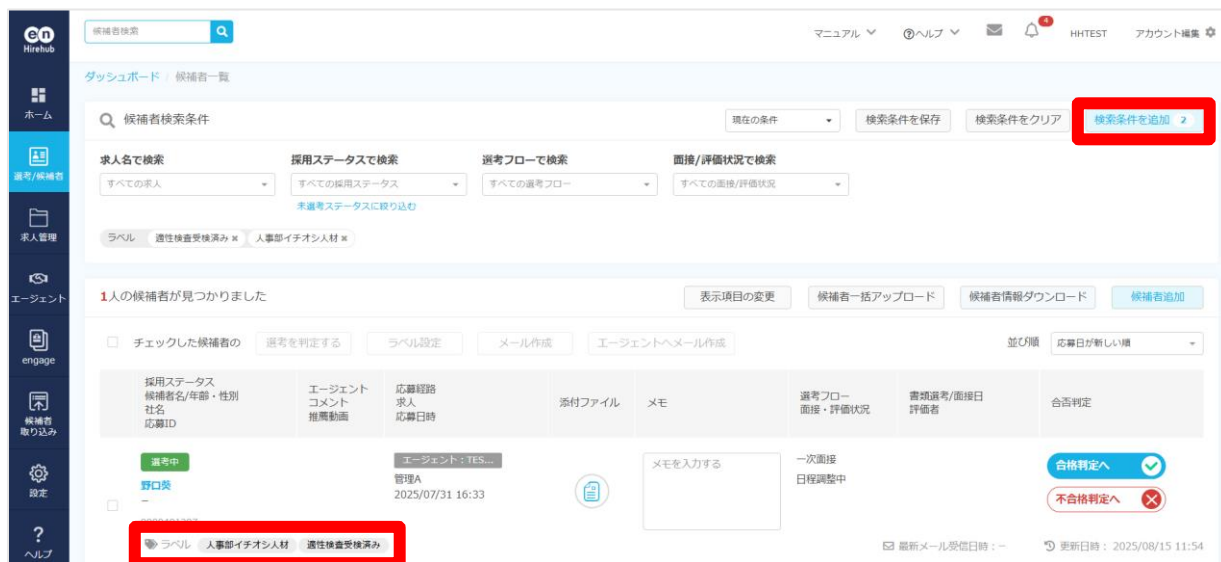 en
Hirehub
候補者検索
マニュアル
?ヘルプ
4
HHTEST
アカウント編集
ダッシュボード / 候補者一覧
ホーム
選考/候補者
求人管理
エージェント
engage
候補者
取り込み
設定
?
ヘルプ
候補者検索条件
現在の条件
検索条件を保存
検索条件をクリア
検索条件を追加 2
求人名で検索
採用ステータスで検索
選考フローで検索
面接/評価状況で検索
すべての求人
すべての採用ステータス
すべての選考フロー
すべての面接/評価状況
未選考ステータスに絞り込む
ラベル 適性検査受検済み × 人事部イチオシ人材 ×
1人の候補者が見つかりました
表示項目の変更
候補者一括アップロード
候補者情報ダウンロード
候補者追加
チェックした候補者の
選考を判定する
ラベル設定
メール作成
エージェントへメール作成
並び順
応募日が新しい順
採用ステータス
候補者名/年齢・性別
社名
応募ID
エージェント
コメント
推薦動画
応募経路
求人
応募日時
添付ファイル
メモ
選考フロー
面接・評価状況
書類選考/面接日
評価者
合否判定
選考中
野口葵
–
エージェント：TES...
管理A
2025/07/31 16:33
メモを入力する
一次面接
日程調整中
合格判定へ
不合格判定へ
ラベル 人事部イチオシ人材 適性検査受検済み
最新メール受信日時：–
更新日時： 2025/08/15 11:54